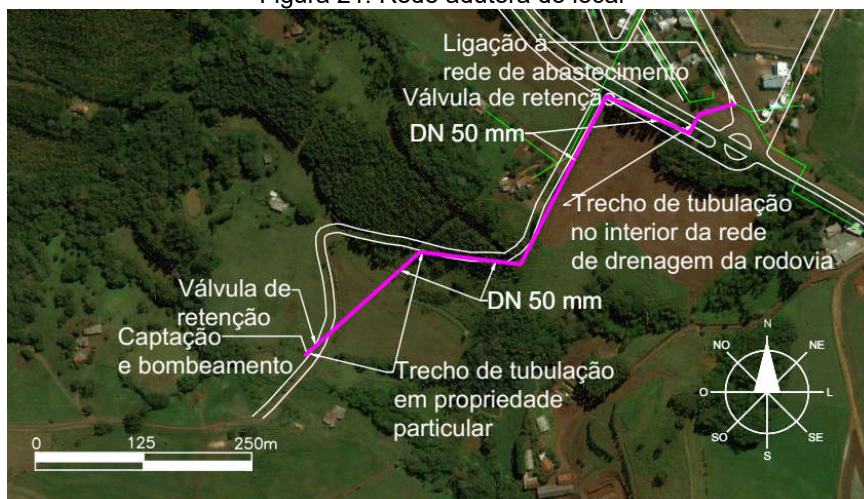 Figura 21: Rede adutora do local
Ligação à
rede de abastecimento
Válvula de retenção
DN 50 mm
Trecho de tubulação
no interior da rede
de drenagem da rodovia
Válvula de
retenção
DN 50 mm
Captação
e bombeamento
Trecho de tubulação
em propriedade
particular
N
NO
NE
O
L
SO
SE
S
0 125 250m